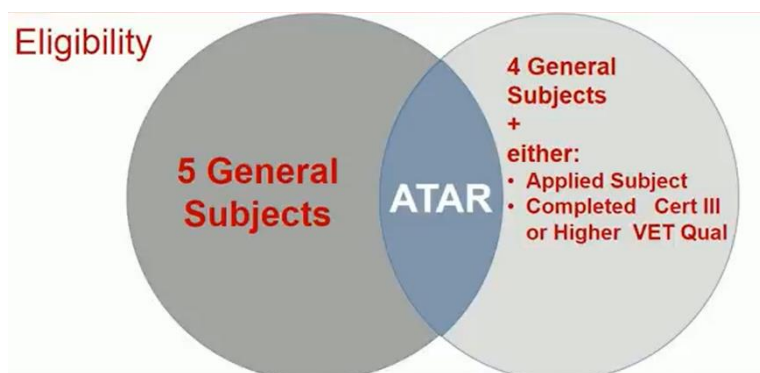 Eligibility
5 General
Subjects
ATAR
4 General
Subjects
+
either:
• Applied Subject
• Completed Cert III
or Higher VET Qual